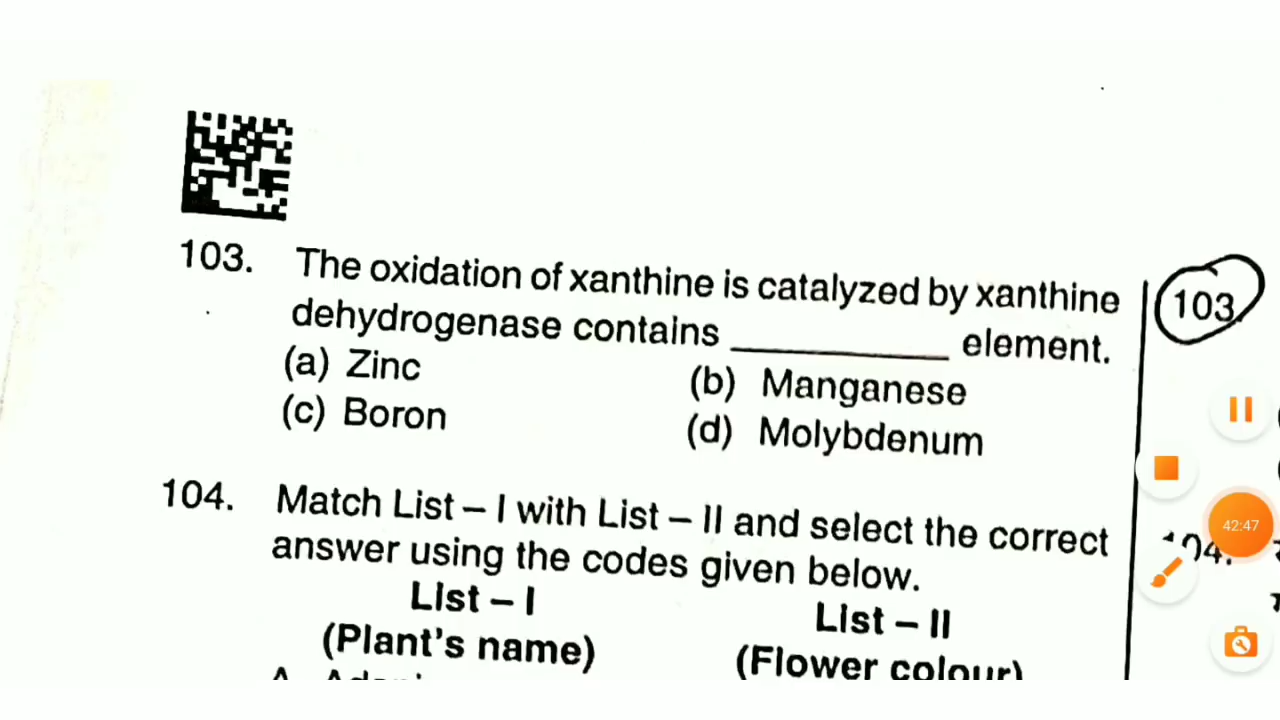 103. The oxidation of xanthine is catalyzed by xanthine
dehydrogenase contains __________ element.
(a) Zinc (b) Manganese
(c) Boron (d) Molybdenum
104. Match List – I with List – II and select the correct
answer using the codes given below.
List – I List – II
(Plant's name) (Flower colour)
103
04.
42:47